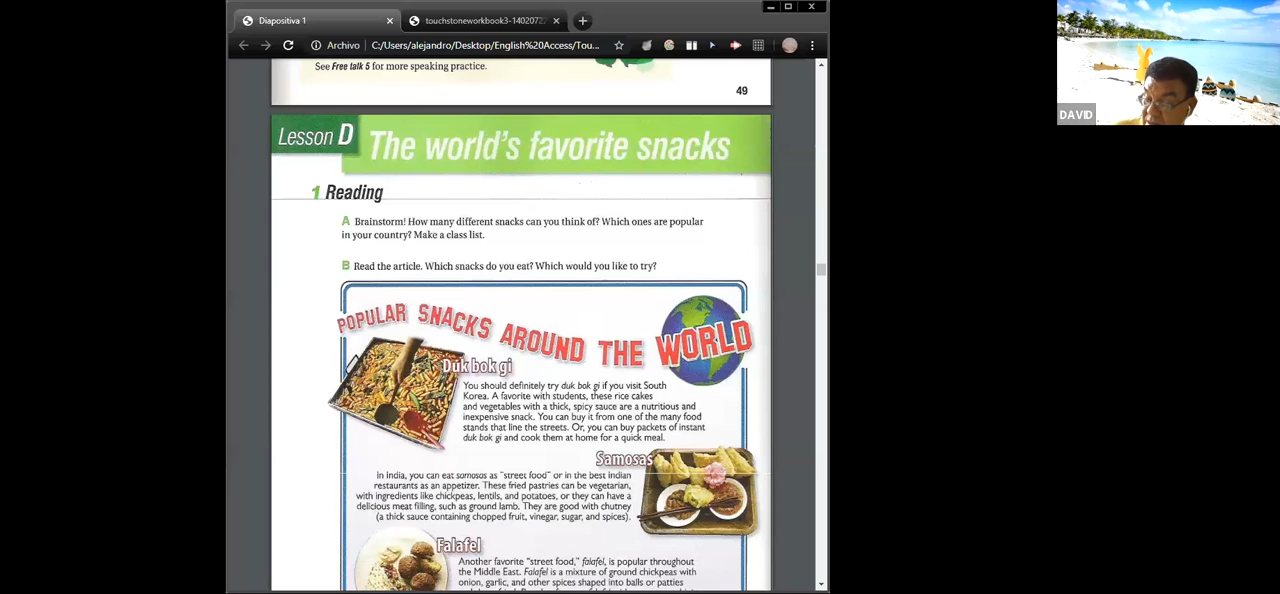 Diapositiva 1
touchstoneworkbook3-1402072
Archivo
C:/Users/alejandro/Desktop/English%20Access/Tou...
See Free talk 5 for more speaking practice.
49
Lesson D
The world's favorite snacks
1 Reading
A Brainstorm! How many different snacks can you think of? Which ones are popular
in your country? Make a class list.
B Read the article. Which snacks do you eat? Which would you like to try?
POPULAR SNACKS AROUND THE WORLD
Duk bok gi
You should definitely try duk bok gi if you visit South
Korea. A favorite with students, these rice cakes
and vegetables with a thick, spicy sauce are a nutritious and
inexpensive snack. You can buy it from one of the many food
stands that line the streets. Or, you can buy packets of instant
duk bok gi and cook them at home for a quick meal.
Samosas
In India, you can eat samosas as "street food" or in the best Indian
restaurants as an appetizer. These fried pastries can be vegetarian,
with ingredients like chickpeas, lentils, and potatoes, or they can have a
delicious meat filling, such as ground lamb. They are good with chutney
(a thick sauce containing chopped fruit, vinegar, sugar, and spices).
Falafel
Another favorite "street food," falafel, is popular throughout
the Middle East. Falafel is a mixture of ground chickpeas with
onion, garlic, and other spices shaped into balls or patties
DAVID